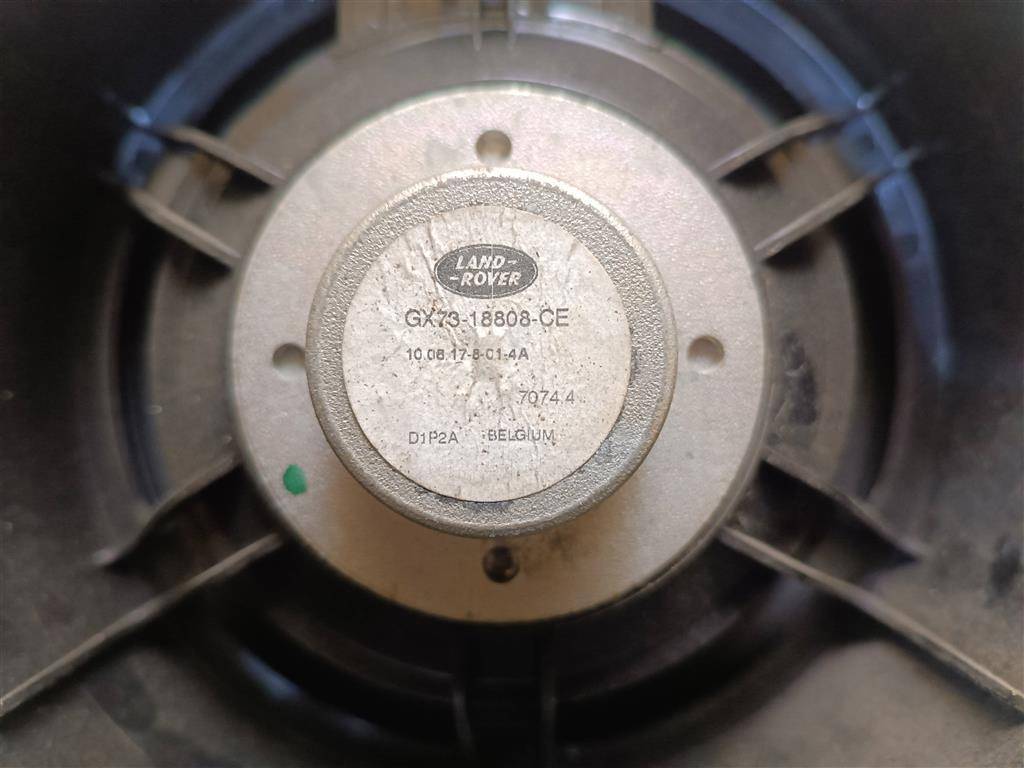 LAND-
-ROVER
GX73-18808-CE
10.08.17-8-01-4A
7074.4
D1P2A BELGIUM